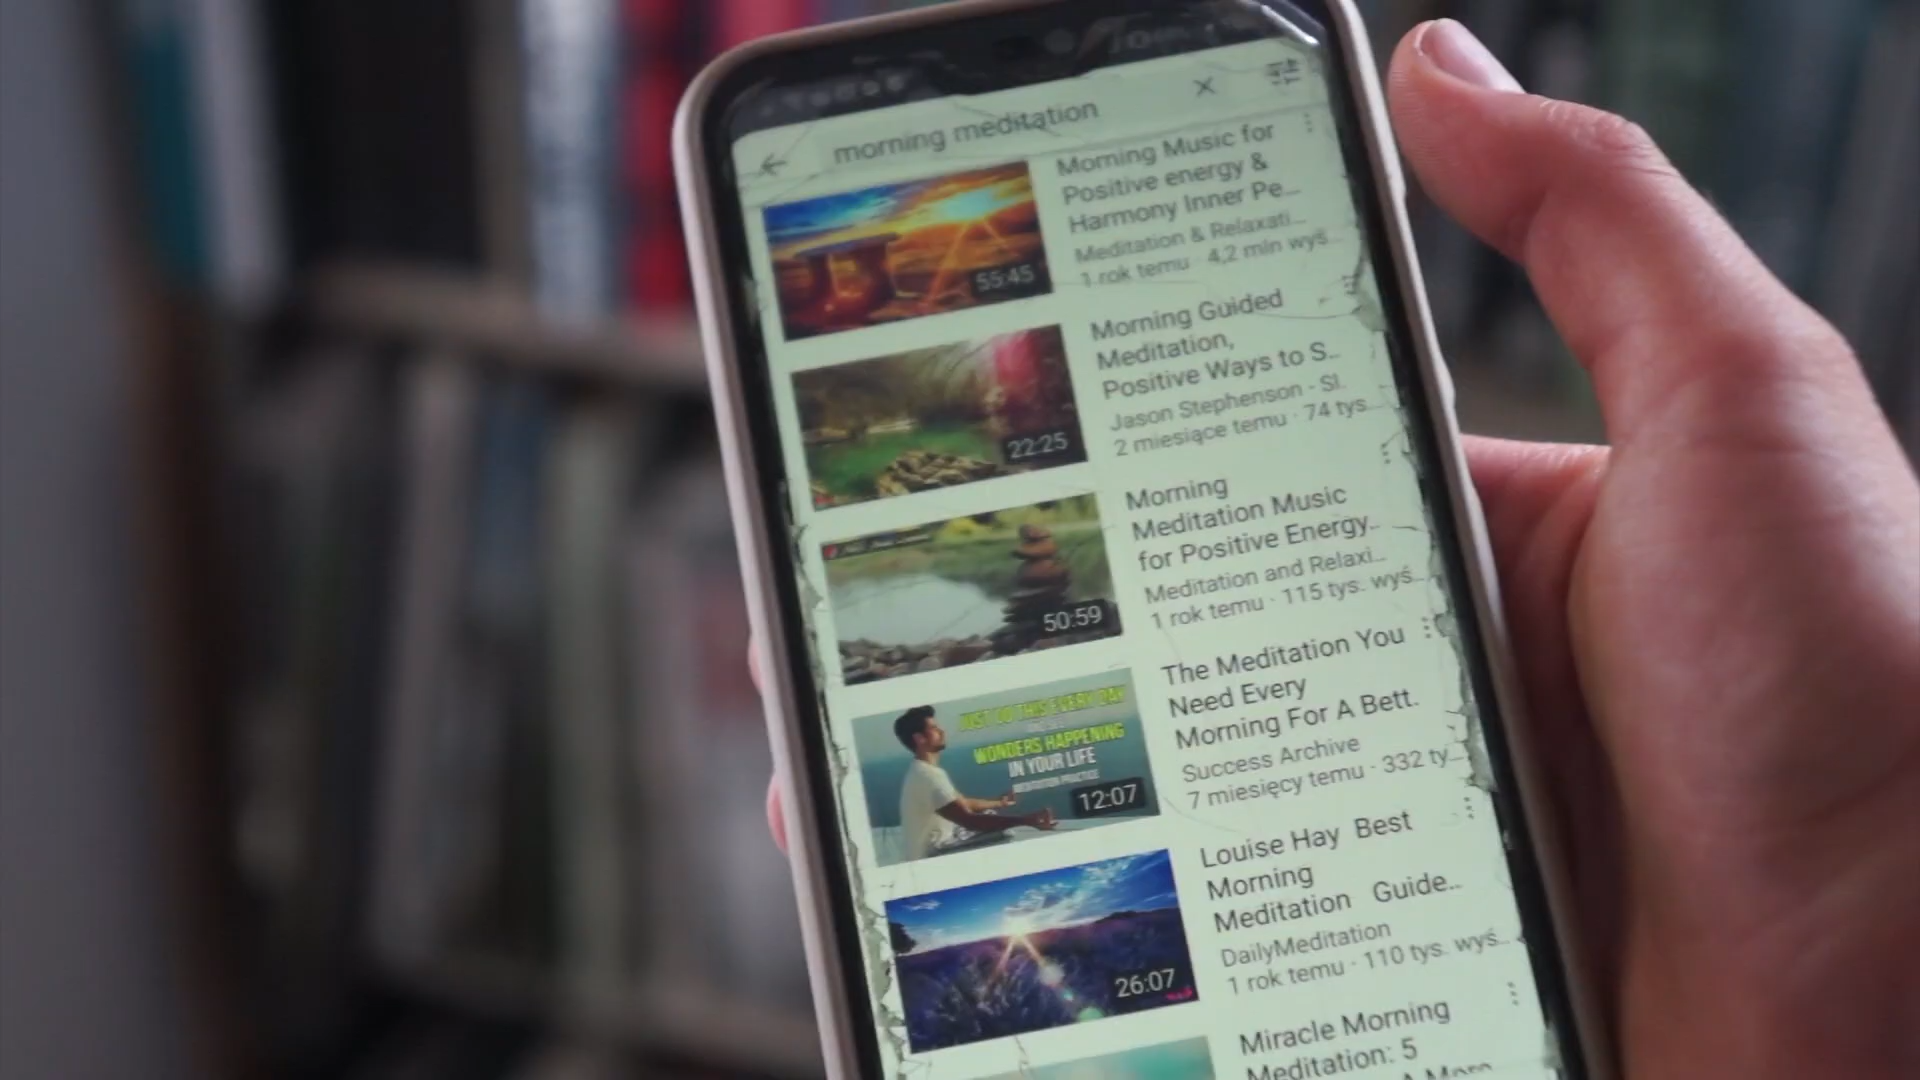 morning meditation
Morning Music for
Positive energy &
Harmony Inner Pe...
Meditation & Relaxati...
1 rok temu · 4,2 mln wyś...
55:45
Morning Guided
Meditation,
Positive Ways to S...
Jason Stephenson - Sl.
2 miesiące temu · 74 tys...
22:25
Morning
Meditation Music
for Positive Energy...
Meditation and Relaxi...
1 rok temu · 115 tys. wyś...
50:59
The Meditation You
Need Every
Morning For A Bett.
Success Archive
7 miesięcy temu · 332 ty...
JUST DO THIS EVERY DAY
WONDERS HAPPENING
IN YOUR LIFE
MEDITATION PRACTICE
12:07
Louise Hay Best
Morning
Meditation Guide...
DailyMeditation
1 rok temu · 110 tys. wyś...
26:07
Miracle Morning
Meditation: 5
A More